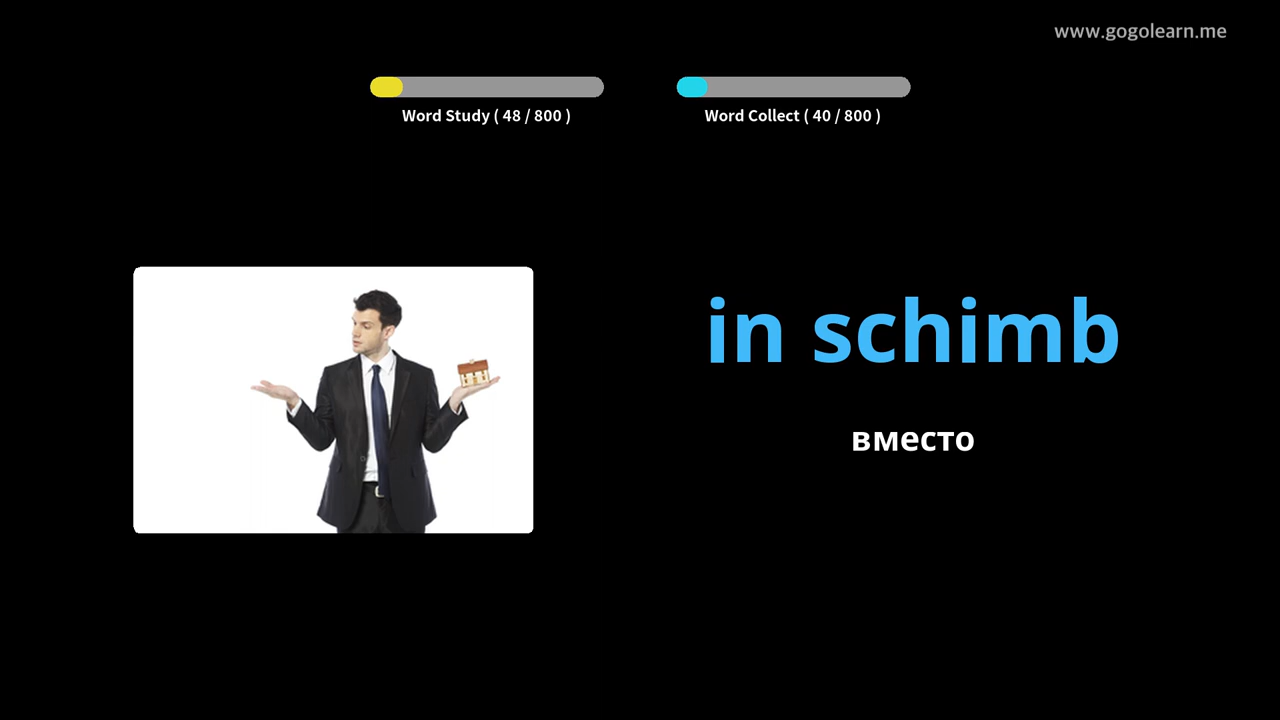 www.gogolearn.me
Word Study ( 48 / 800 )
Word Collect ( 40 / 800 )
in schimb
вместо